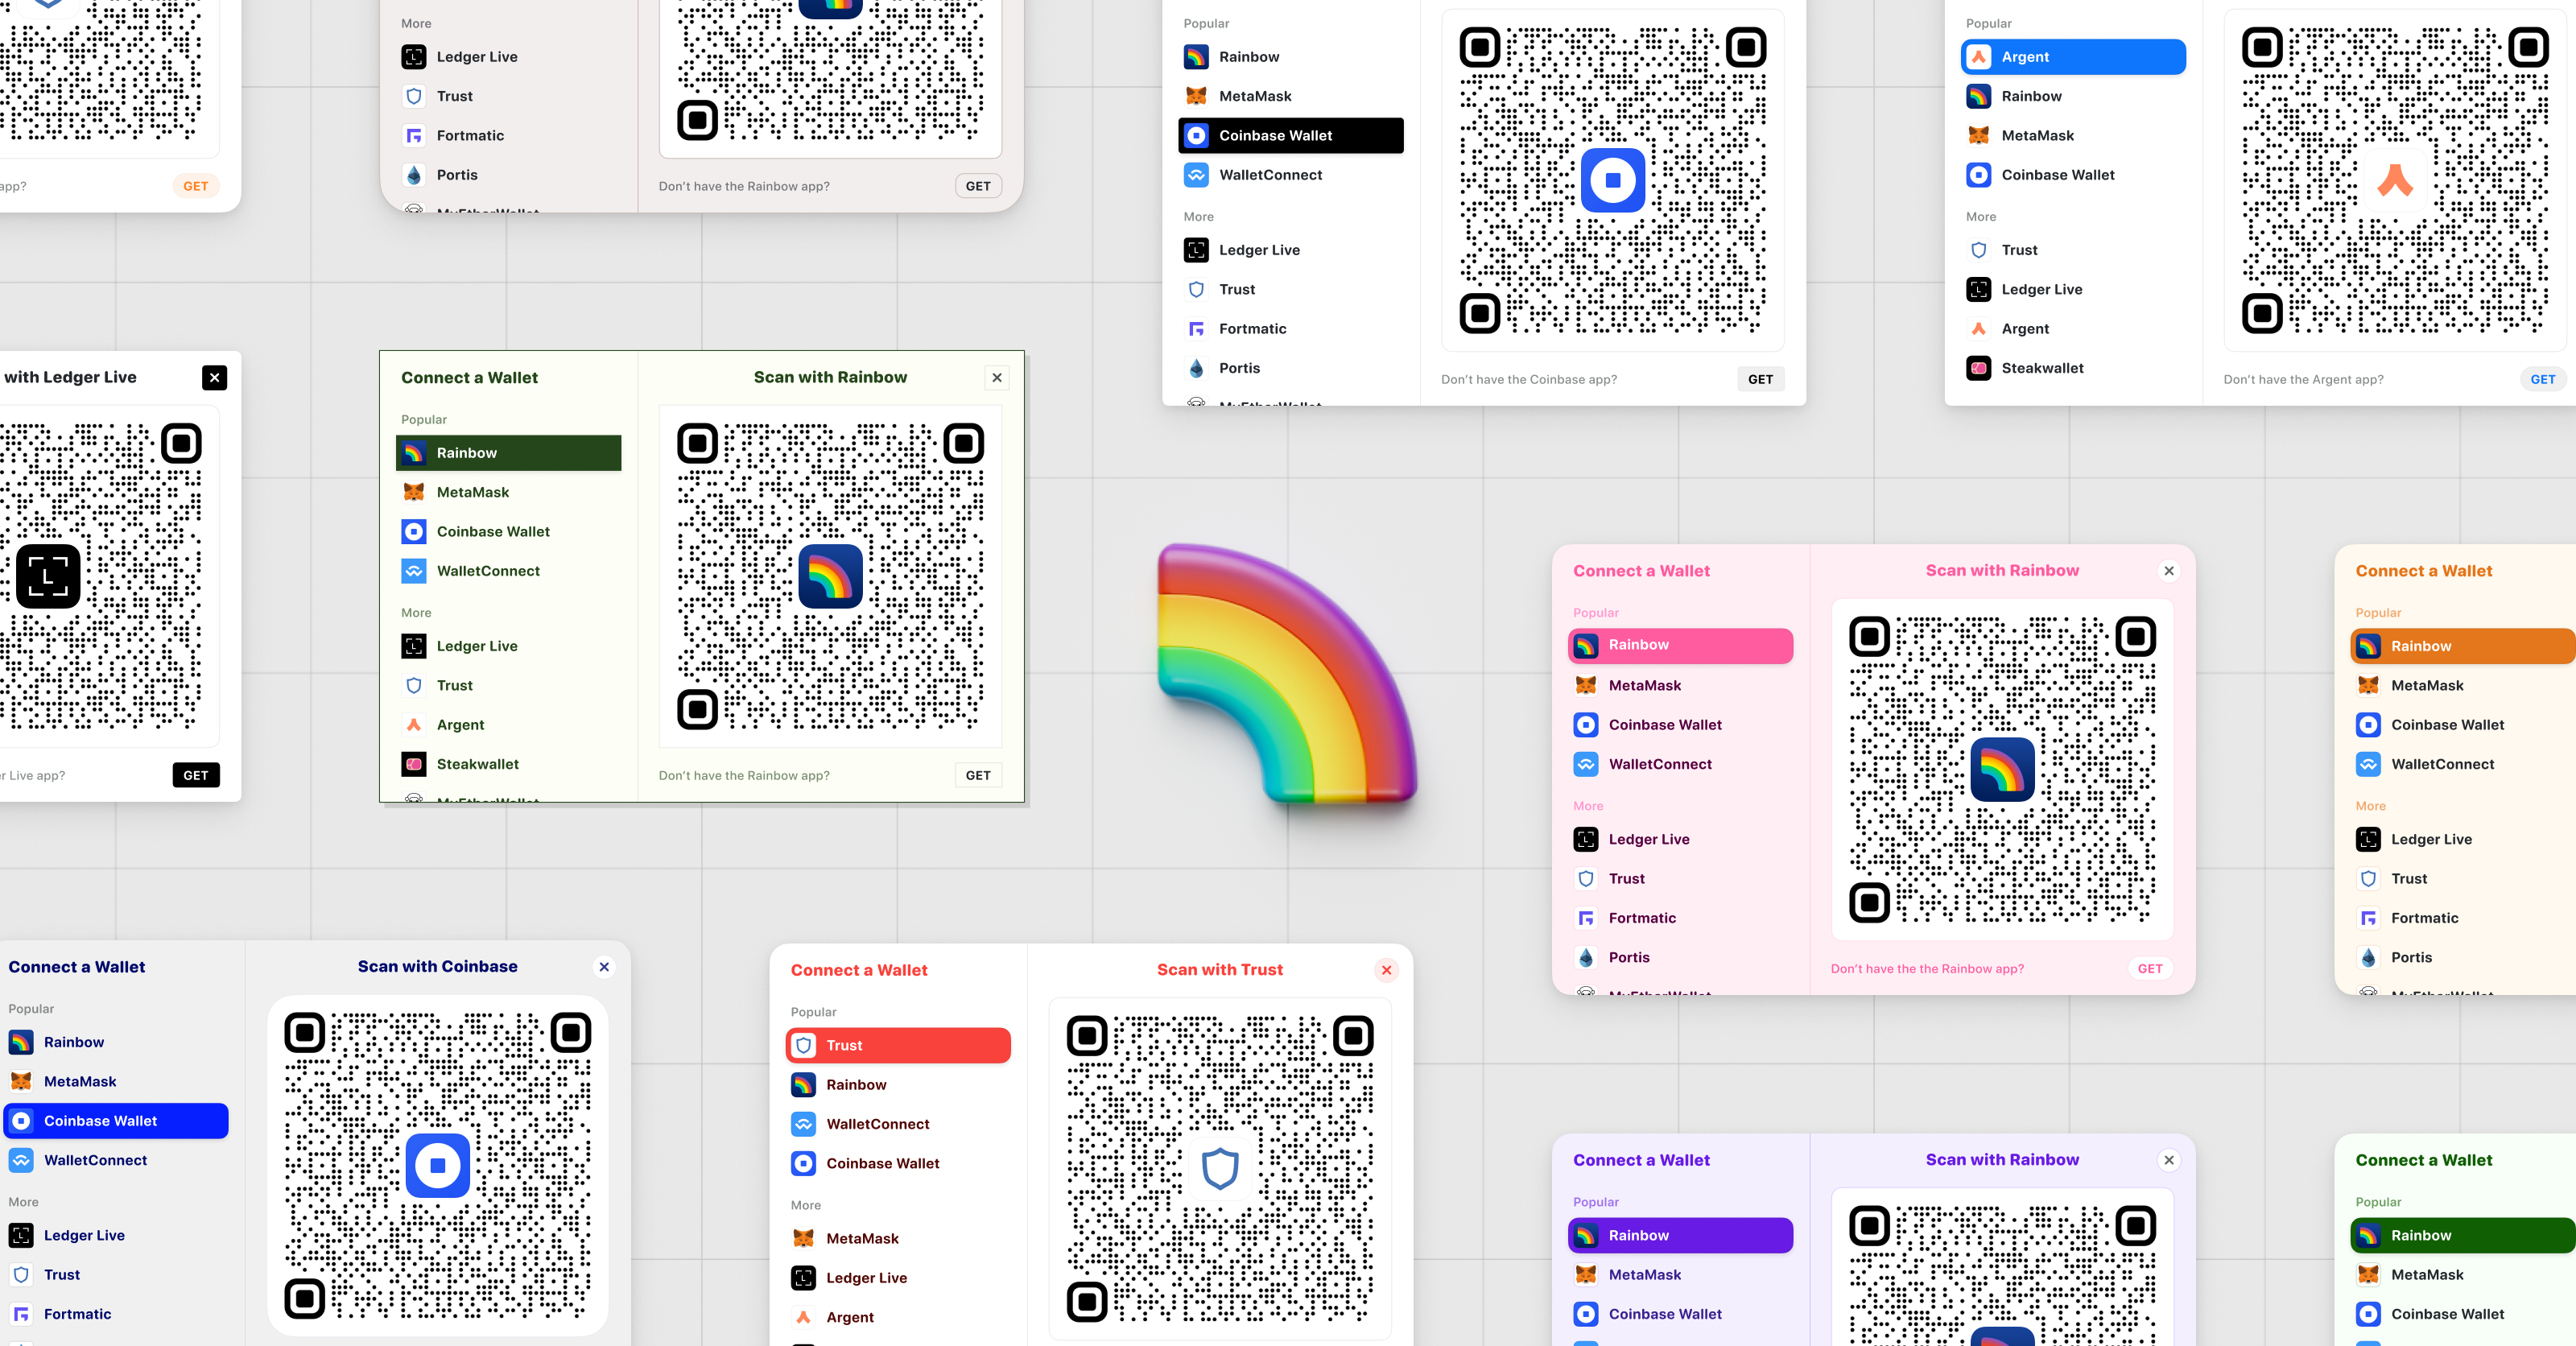 app?
GET
More
Ledger Live
Trust
Fortmatic
Portis
MyEtherWallet
Don't have the Rainbow app?
GET
Popular
Rainbow
MetaMask
Coinbase Wallet
WalletConnect
More
Ledger Live
Trust
Fortmatic
Portis
MyEtherWallet
Don't have the Coinbase app?
GET
Popular
Argent
Rainbow
MetaMask
Coinbase Wallet
More
Trust
Ledger Live
Argent
Steakwallet
Don't have the Argent app?
GET
with Ledger Live
L
r Live app?
GET
Connect a Wallet
Popular
Rainbow
MetaMask
Coinbase Wallet
WalletConnect
More
Ledger Live
Trust
Argent
Steakwallet
MyEtherWallet
Scan with Rainbow
Don't have the Rainbow app?
GET
Connect a Wallet
Popular
Rainbow
MetaMask
Coinbase Wallet
WalletConnect
More
Ledger Live
Trust
Fortmatic
Portis
MyEtherWallet
Scan with Rainbow
Don't have the the Rainbow app?
GET
Connect a Wallet
Popular
Rainbow
MetaMask
Coinbase Wallet
WalletConnect
More
Ledger Live
Trust
Fortmatic
Portis
MyEtherWallet
Connect a Wallet
Popular
Rainbow
MetaMask
Coinbase Wallet
WalletConnect
More
Ledger Live
Trust
Fortmatic
Scan with Coinbase
Connect a Wallet
Popular
Trust
Rainbow
WalletConnect
Coinbase Wallet
More
MetaMask
Ledger Live
Argent
Scan with Trust
Connect a Wallet
Popular
Rainbow
MetaMask
Coinbase Wallet
Scan with Rainbow
Connect a Wallet
Popular
Rainbow
MetaMask
Coinbase Wallet